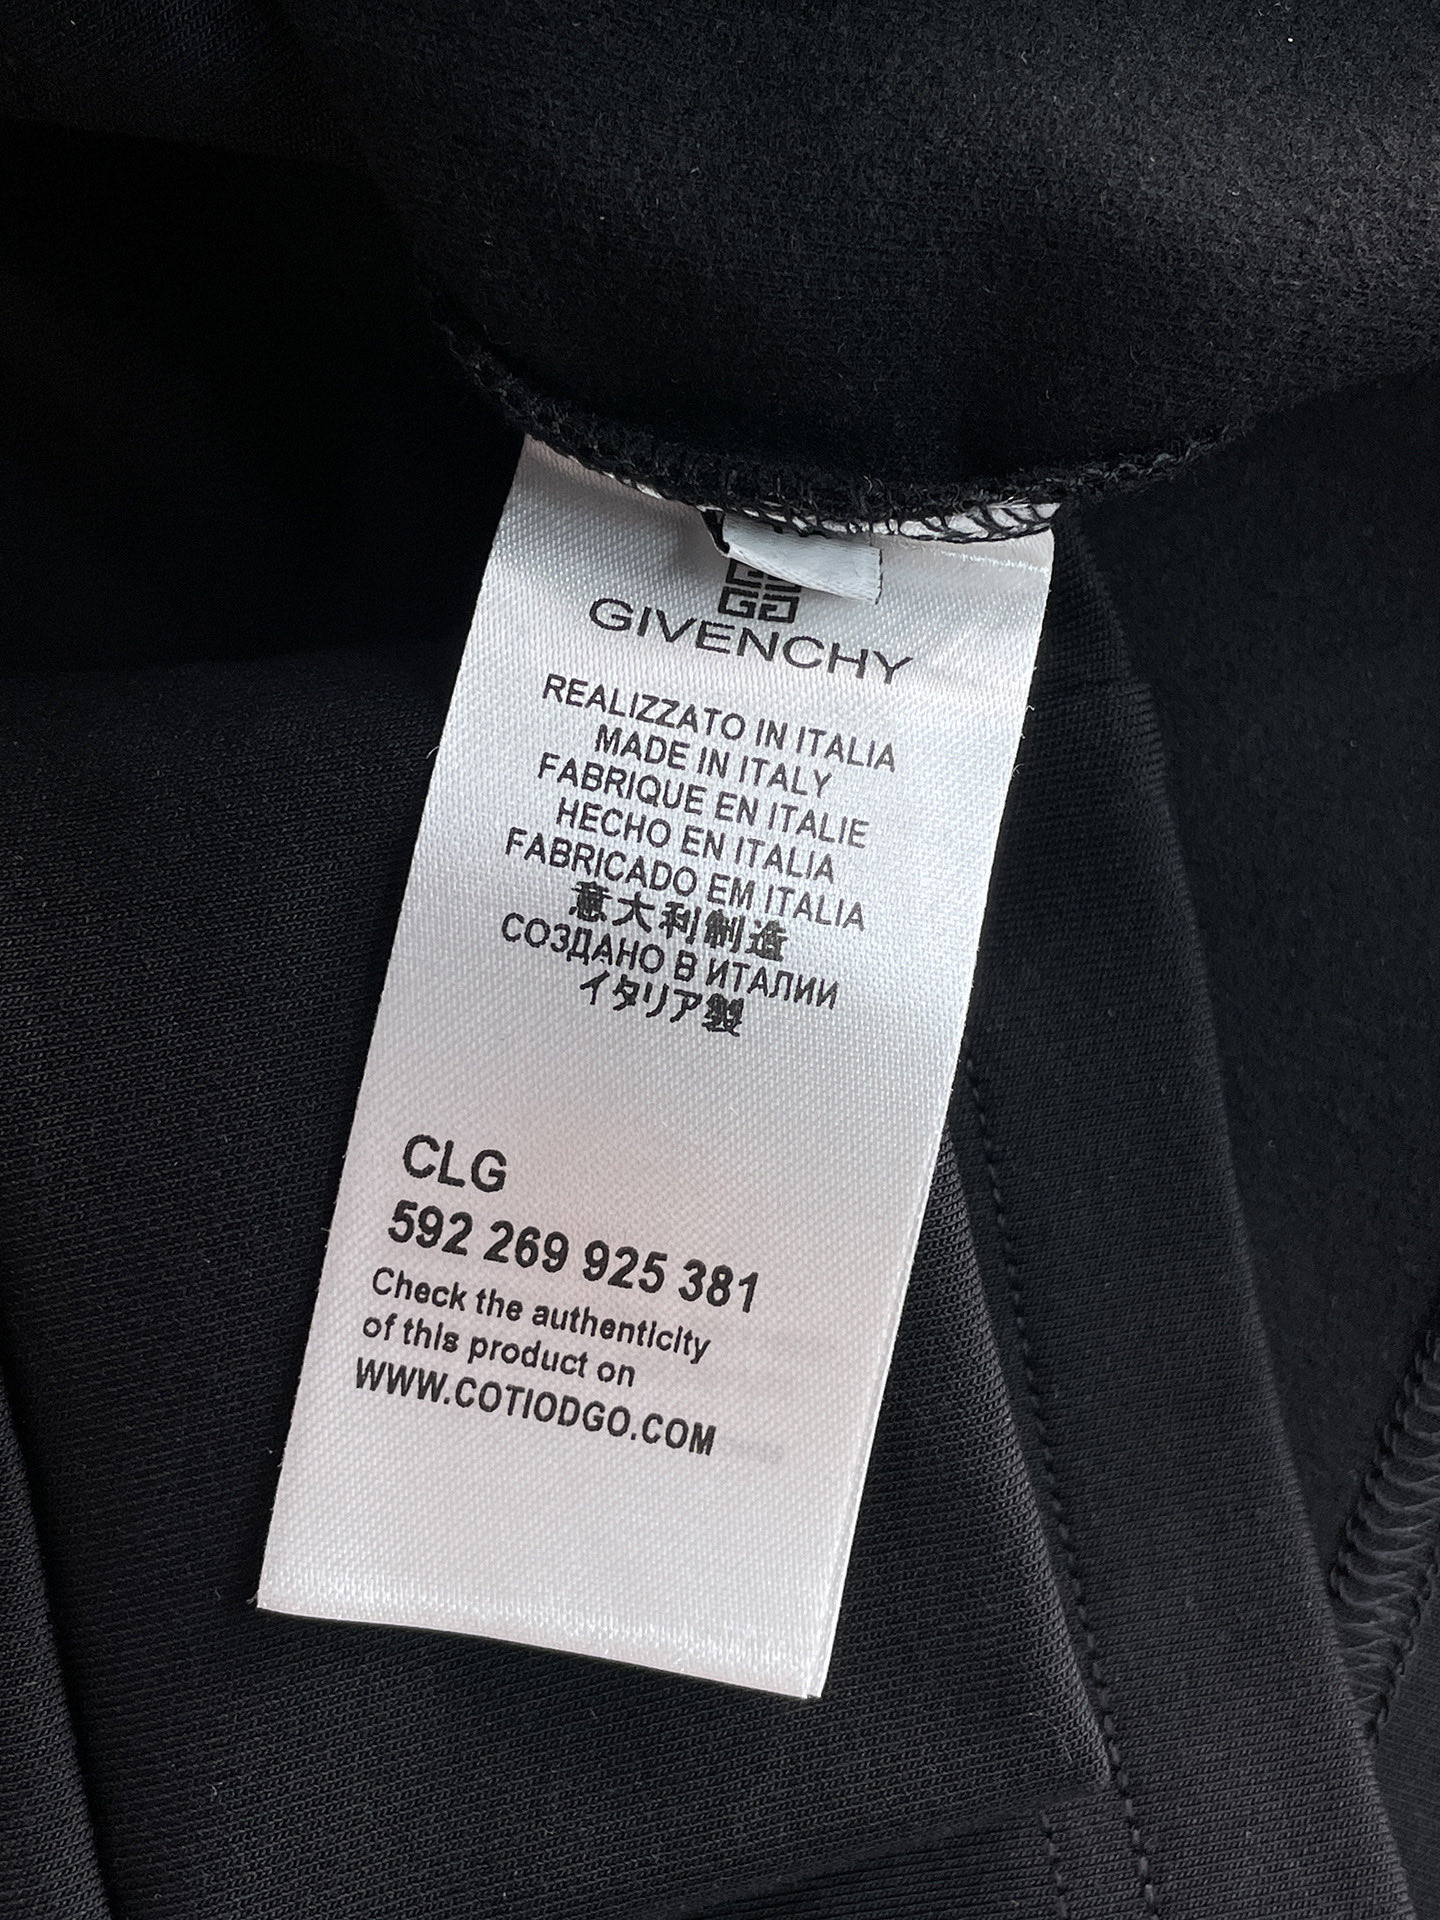 GIVENCHY
REALIZZATO IN ITALIA
MADE IN ITALY
FABRIQUE EN ITALIE
HECHO EN ITALIA
FABRICADO EM ITALIA
意大利制造
СОЗДАНО В ИТАЛИИ
イタリア製
CLG
592 269 925 381
Check the authenticity
of this product on
WWW.COTIODGO.COM